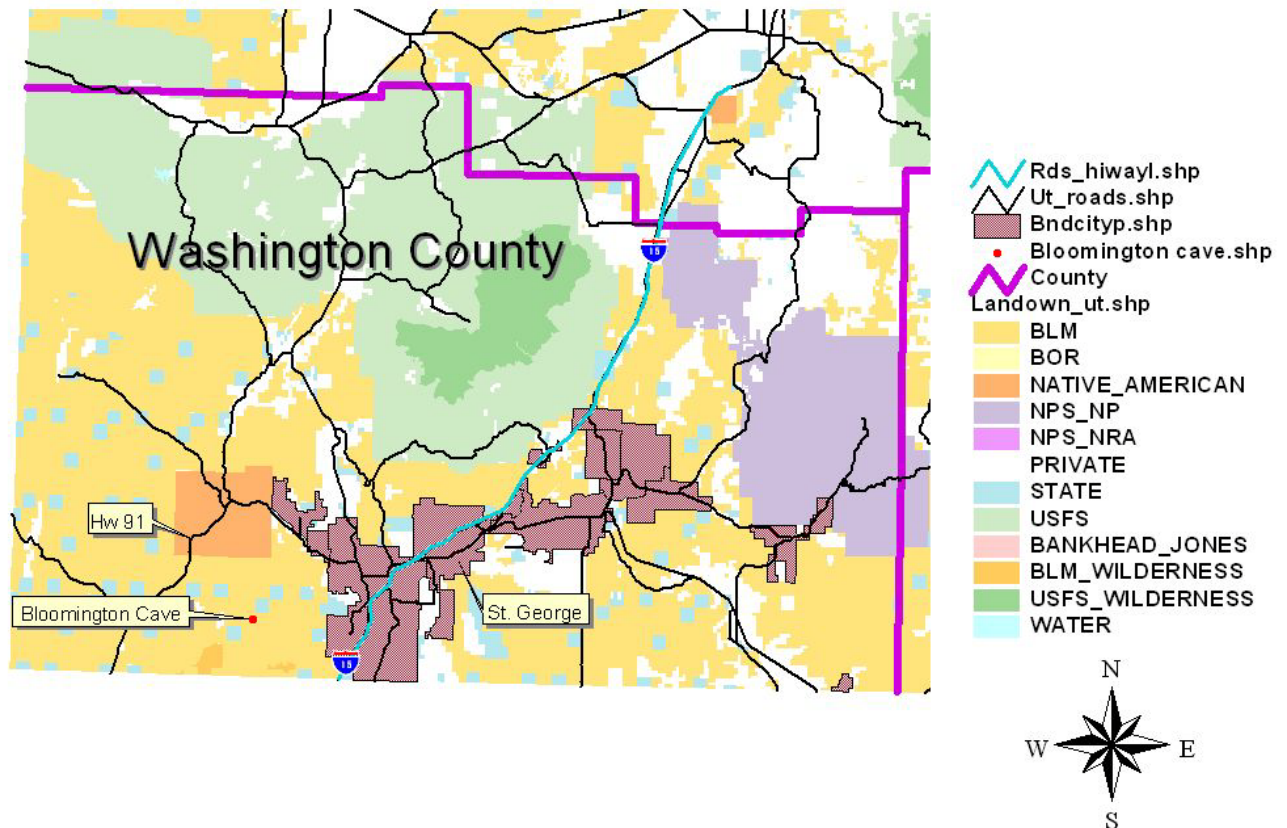 Washington County
15
Hw 91
Bloomington Cave
St. George
15
Rds_hiwayl.shp
Ut_roads.shp
Bndcityp.shp
Bloomington cave.shp
County
Landown_ut.shp
BLM
BOR
NATIVE_AMERICAN
NPS_NP
NPS_NRA
PRIVATE
STATE
USFS
BANKHEAD_JONES
BLM_WILDERNESS
USFS_WILDERNESS
WATER
N
W E
S